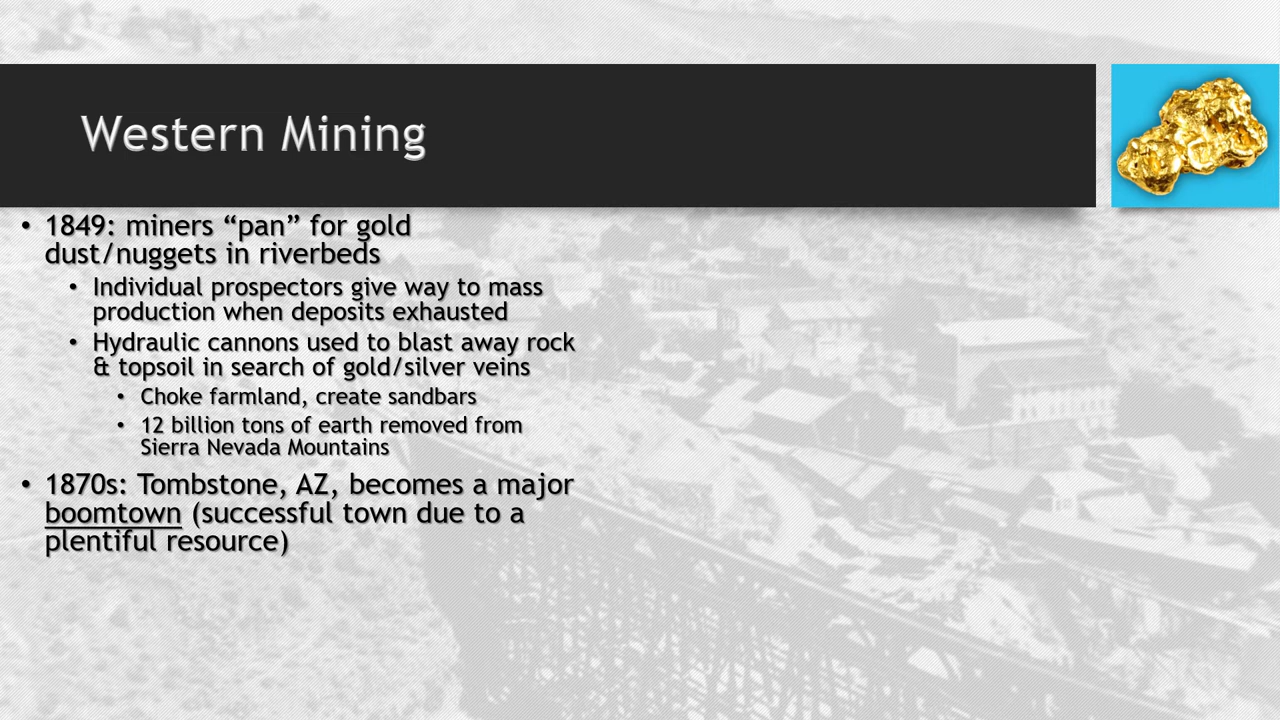 Western Mining
• 1849: miners “pan” for gold
dust/nuggets in riverbeds
• Individual prospectors give way to mass
production when deposits exhausted
• Hydraulic cannons used to blast away rock
& topsoil in search of gold/silver veins
• Choke farmland, create sandbars
• 12 billion tons of earth removed from
Sierra Nevada Mountains
• 1870s: Tombstone, AZ, becomes a major
boomtown (successful town due to a
plentiful resource)